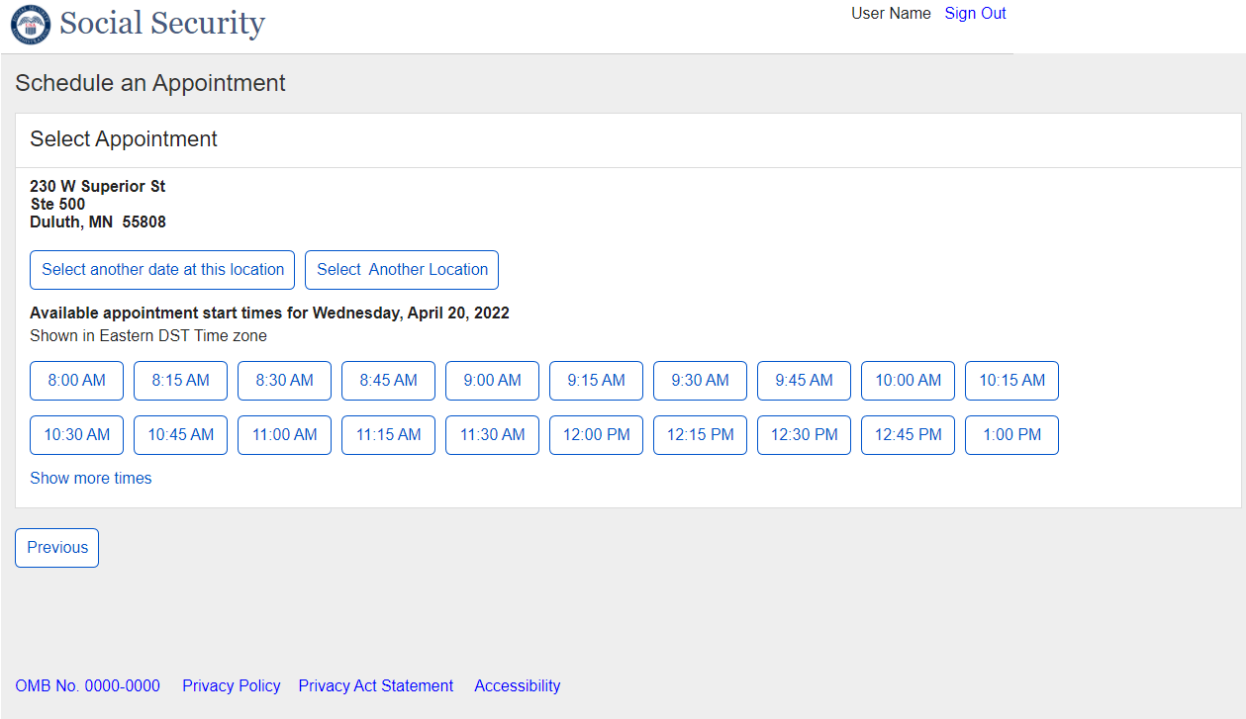 Social Security
User Name Sign Out
Schedule an Appointment
Select Appointment
230 W Superior St
Ste 500
Duluth, MN 55808
Select another date at this location Select Another Location
Available appointment start times for Wednesday, April 20, 2022
Shown in Eastern DST Time zone
8:00 AM 8:15 AM 8:30 AM 8:45 AM 9:00 AM 9:15 AM 9:30 AM 9:45 AM 10:00 AM 10:15 AM
10:30 AM 10:45 AM 11:00 AM 11:15 AM 11:30 AM 12:00 PM 12:15 PM 12:30 PM 12:45 PM 1:00 PM
Show more times
Previous
OMB No. 0000-0000 Privacy Policy Privacy Act Statement Accessibility